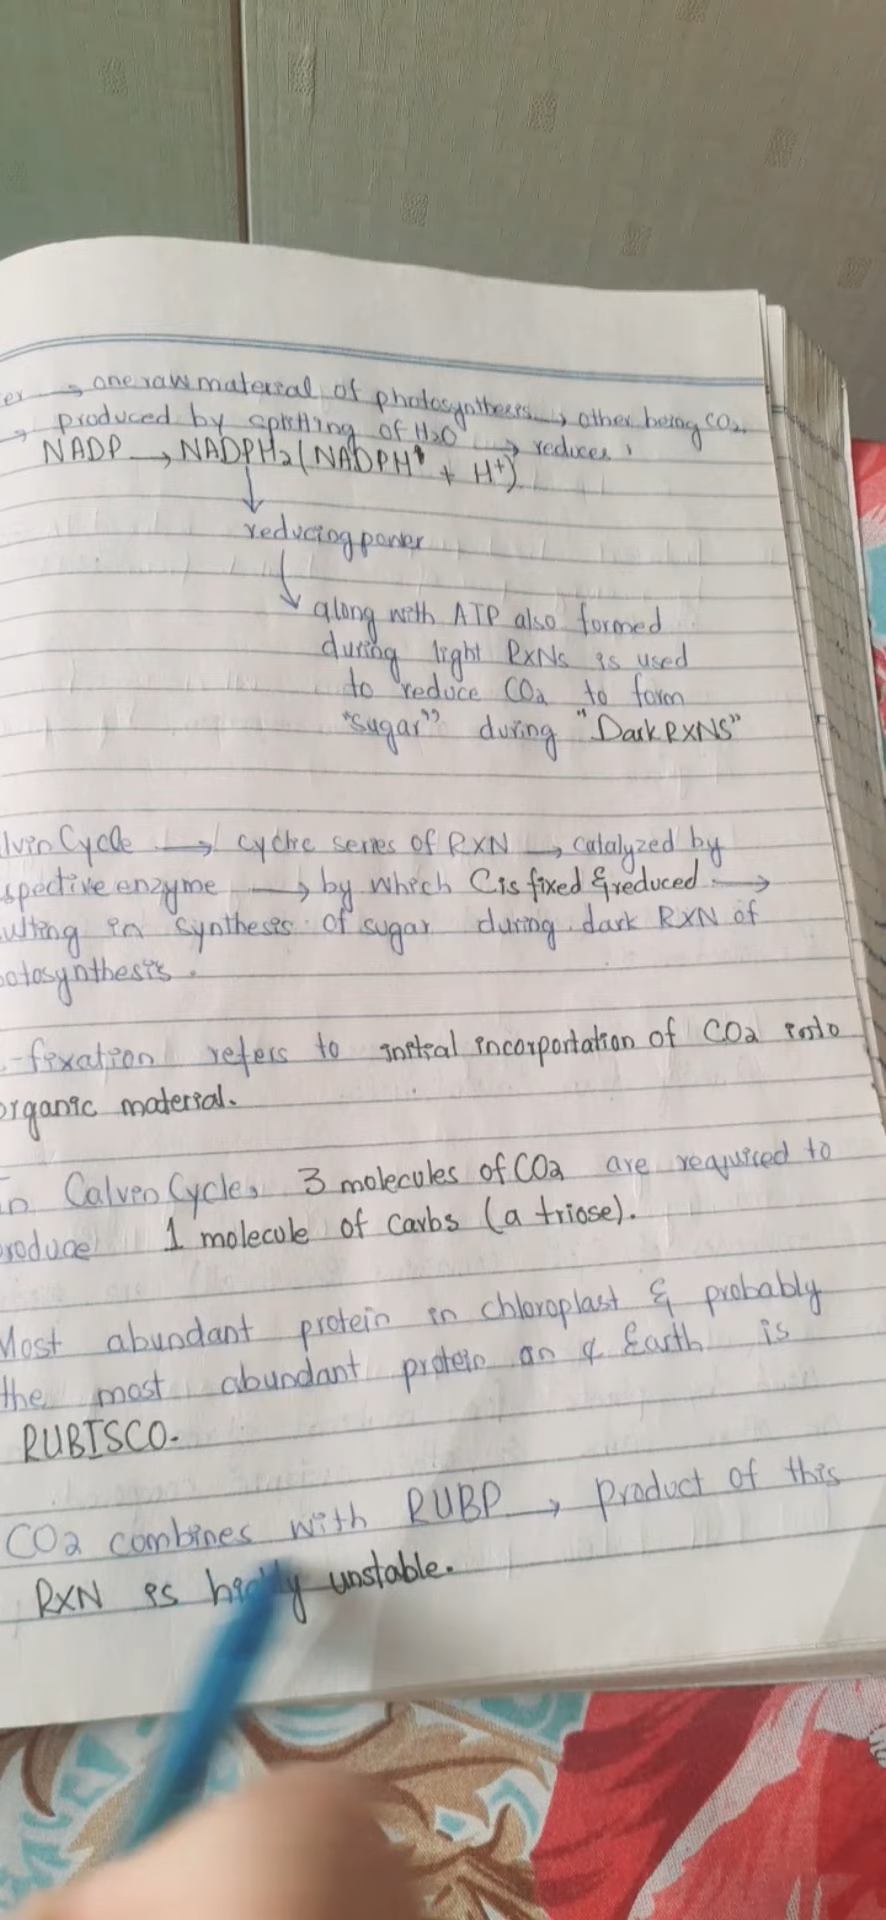 er → one raw material of photosynthesis → other being CO2.
→ produced by splitting of H2O → reduces
NADP → NADPH2 (NADPH + H+)
↓
reducing power
↓
along with ATP also formed
during light RXNs is used
to reduce CO2 to form
"Sugar" during "Dark RXNS"
lvin Cycle → cyclic series of RXN → catalyzed by
spective enzyme → by which C is fixed & reduced →
ulting in synthesis of sugar during dark RXN of
otosynthesis.
-fixation refers to initial incorportation of CO2 into
organic material.
In Calven Cycle, 3 molecules of CO2 are required to
roduce 1 molecule of carbs (a triose).
Most abundant protein in chloroplast & probably
the most abundant protein on Earth is
RUBISCO.
CO2 combines with RUBP → product of this
RXN is highly unstable.